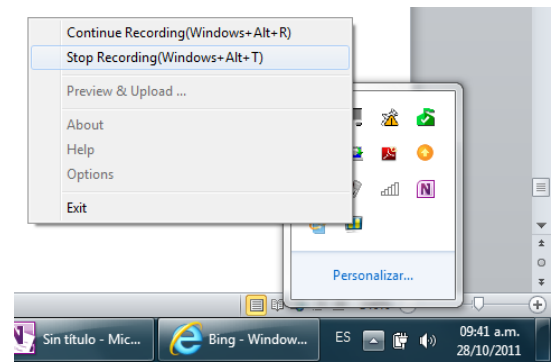 Continue Recording(Windows+Alt+R)
Stop Recording(Windows+Alt+T)
Preview & Upload ...
About
Help
Options
Exit
N
Personalizar...
Sin título - Mic...
Bing - Window...
ES
09:41 a.m.
28/10/2011